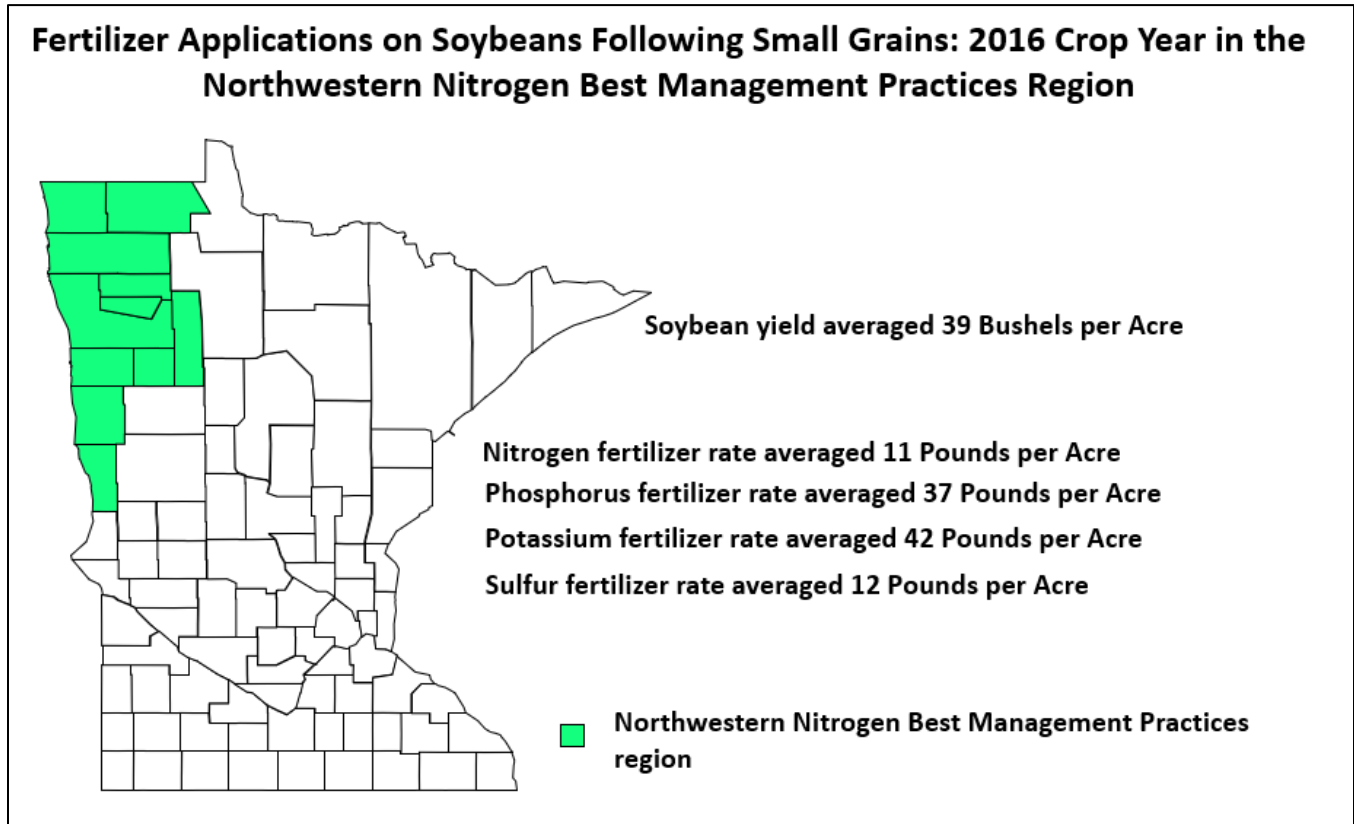 Fertilizer Applications on Soybeans Following Small Grains: 2016 Crop Year in the
Northwestern Nitrogen Best Management Practices Region
Soybean yield averaged 39 Bushels per Acre
Nitrogen fertilizer rate averaged 11 Pounds per Acre
Phosphorus fertilizer rate averaged 37 Pounds per Acre
Potassium fertilizer rate averaged 42 Pounds per Acre
Sulfur fertilizer rate averaged 12 Pounds per Acre
Northwestern Nitrogen Best Management Practices
region